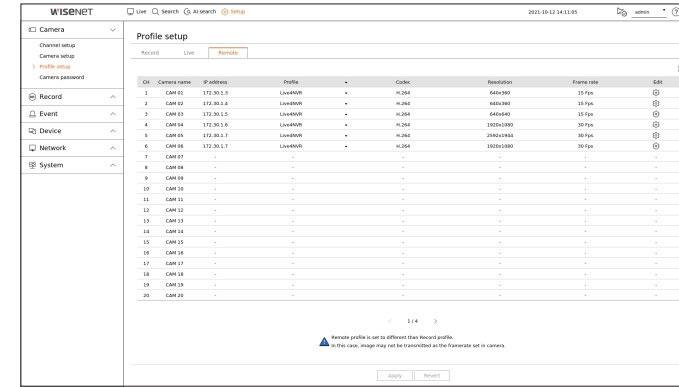 WISENET
Live Search AI search Setup 2021-10-12 14:11:05 admin
Camera
Channel setup
Camera setup
Profile setup
Camera password
Record
Event
Device
Network
System
Profile setup
Record Live Remote
CH Camera name IP address Profile Codec Resolution Frame rate Edit
1 CAM 01 172.30.1.3 Live4NVR H.264 640x360 15 Fps
2 CAM 02 172.30.1.4 Live4NVR H.264 640x360 15 Fps
3 CAM 03 172.30.1.5 Live4NVR H.264 640x640 15 Fps
4 CAM 04 172.30.1.6 Live4NVR H.264 1920x1080 30 Fps
5 CAM 05 172.30.1.7 Live4NVR H.264 2592x1944 30 Fps
6 CAM 06 172.30.1.7 Live4NVR H.264 1920x1080 30 Fps
7 CAM 07 - - - - - -
8 CAM 08 - - - - - -
9 CAM 09 - - - - - -
10 CAM 10 - - - - - -
11 CAM 11 - - - - - -
12 CAM 12 - - - - - -
13 CAM 13 - - - - - -
14 CAM 14 - - - - - -
15 CAM 15 - - - - - -
16 CAM 16 - - - - - -
17 CAM 17 - - - - - -
18 CAM 18 - - - - - -
19 CAM 19 - - - - - -
20 CAM 20 - - - - - -
< 1 / 4 >
Remote profile is set to different than Record profile.
In this case, image may not be transmitted as the framerate set in camera.
Apply Revert